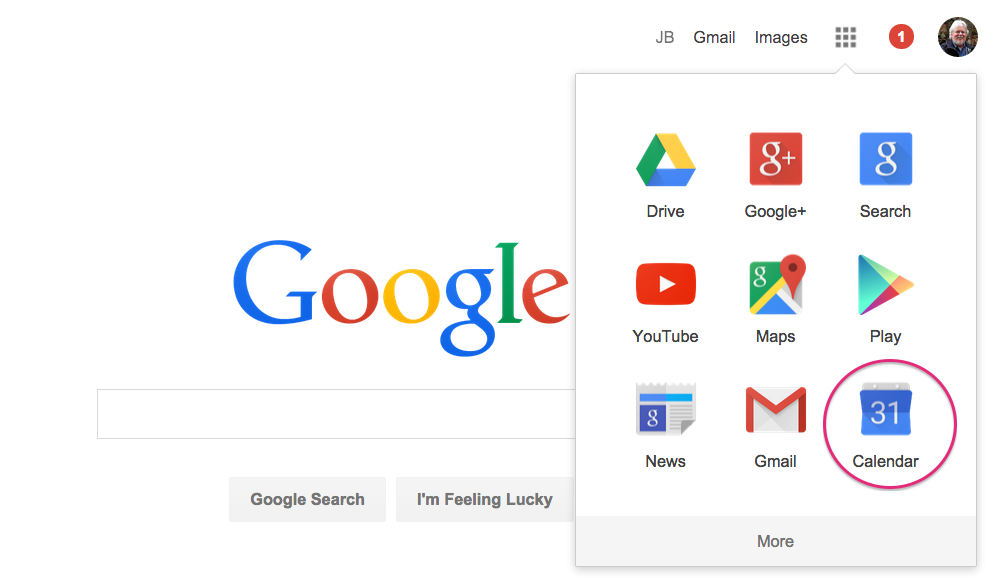 JB Gmail Images 1
Drive Google+ Search
g+ g
Google
YouTube Maps Play
g
News Gmail Calendar
g 31
Google Search I'm Feeling Lucky
More